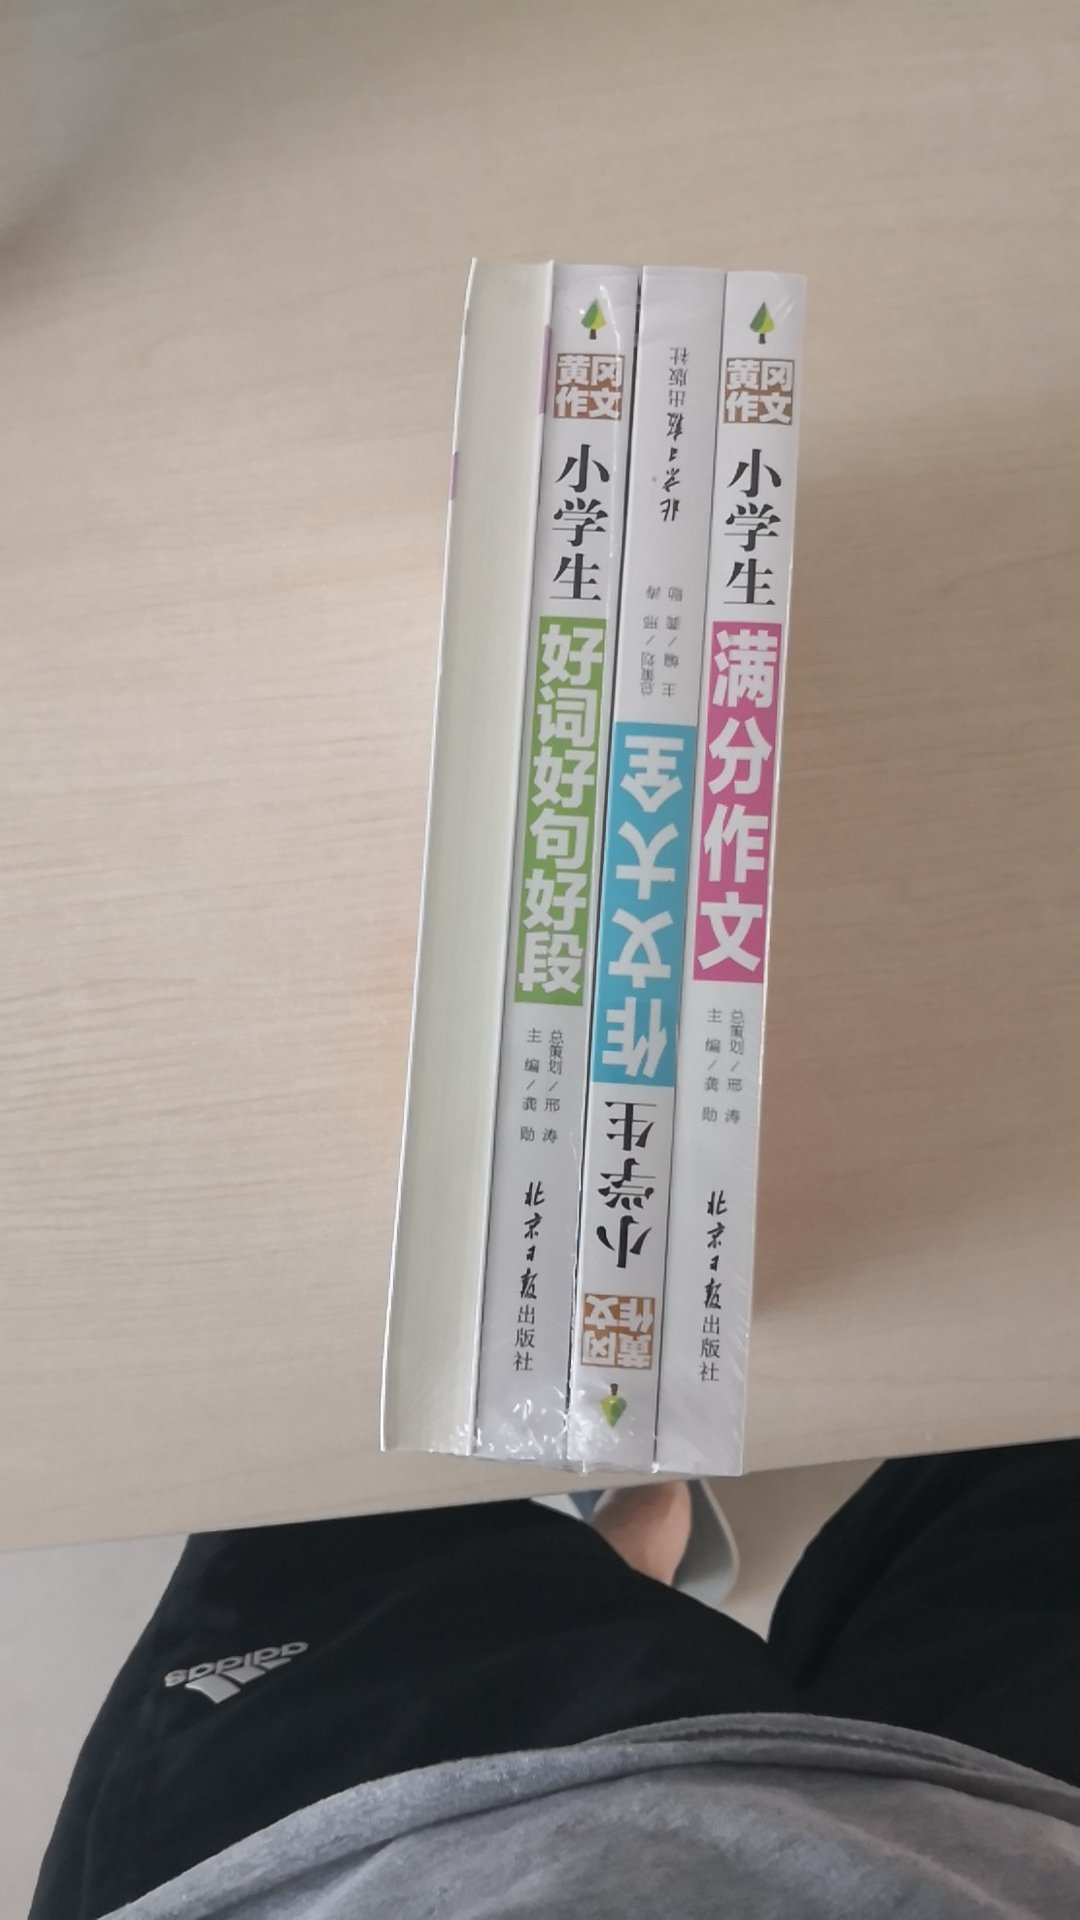 黄冈
作文
小学生
好词好句好段
总策划/邢涛
主编/龚勋
北京日报出版社
黄冈
作文
小学生
作文大全
总策划/邢涛
主编/龚勋
北京日报出版社
黄冈
作文
小学生
满分作文
总策划/邢涛
主编/龚勋
北京日报出版社
adidas